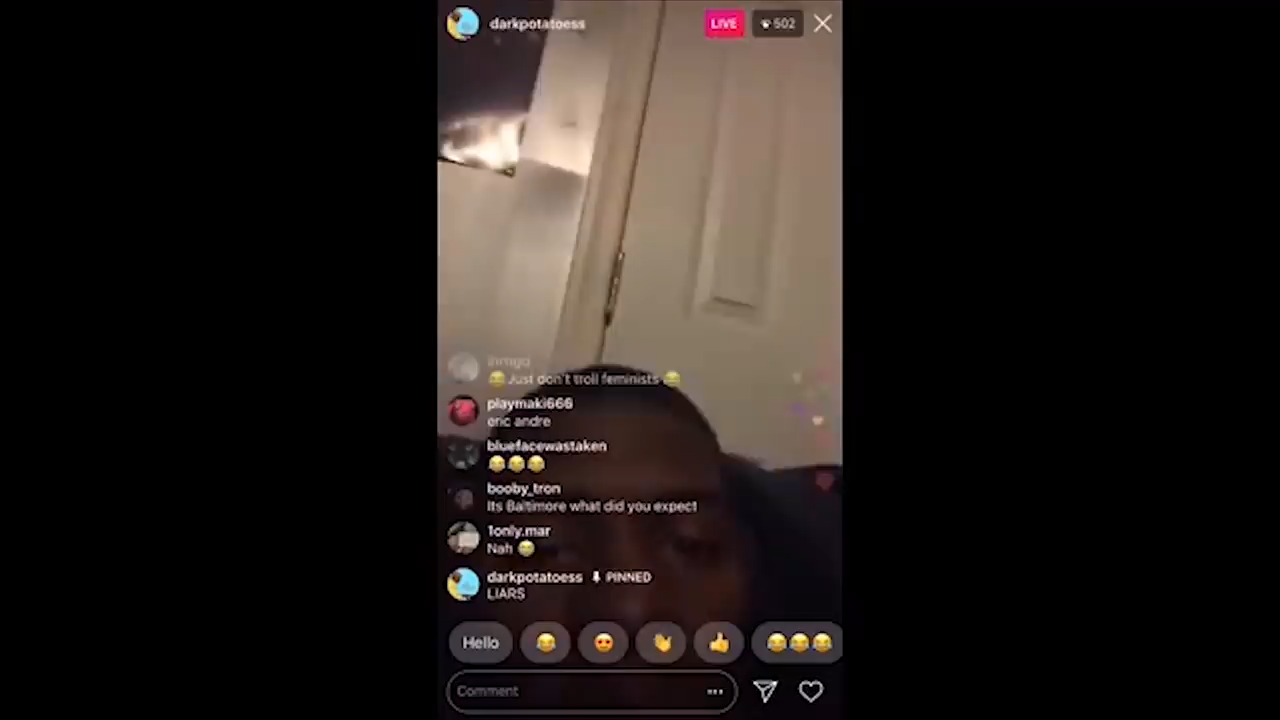 darkpotatoess
LIVE
502
😂 Just don't troll feminists 😂
playmaki666
eric andre
bluefacewastaken
😂😂😂
booby_tron
Its Baltimore what did you expect
1only.mar
Nah 😂
darkpotatoess PINNED
LIARS
Hello 😂 😍 👏 👍 😂😂😂
Comment